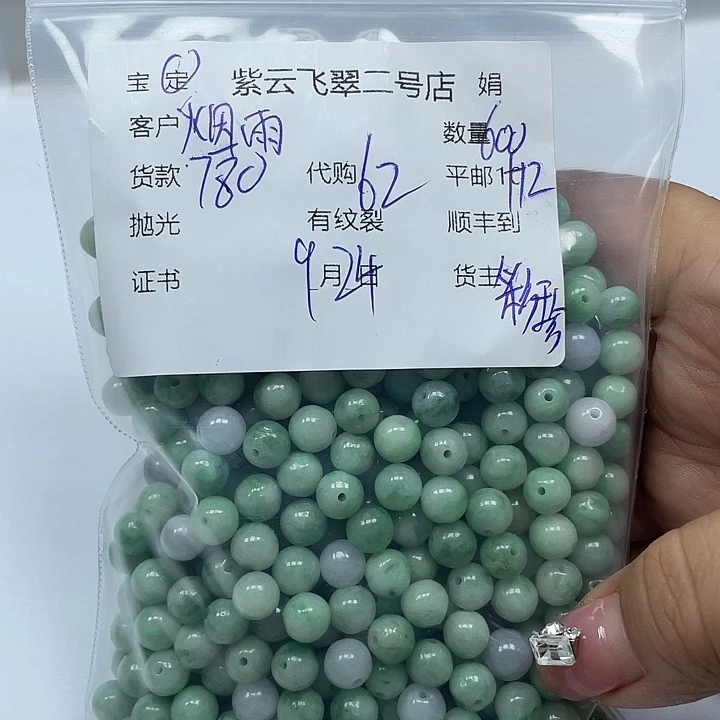 宝 定 紫云飞翠二号店 娟
客户 烟雨 数量 600
货款 780 代购 62 平邮
抛光 有纹裂 顺丰到
证书 9月24日 货主